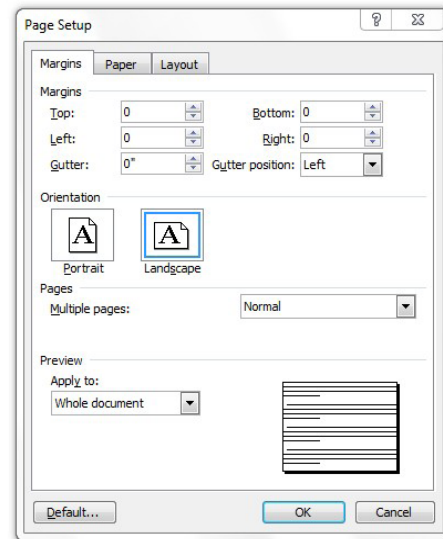 Page Setup
Margins Paper Layout
Margins
Top: 0 Bottom: 0
Left: 0 Right: 0
Gutter: 0" Gutter position: Left
Orientation
A A
Portrait Landscape
Pages
Multiple pages: Normal
Preview
Apply to:
Whole document
Default... OK Cancel